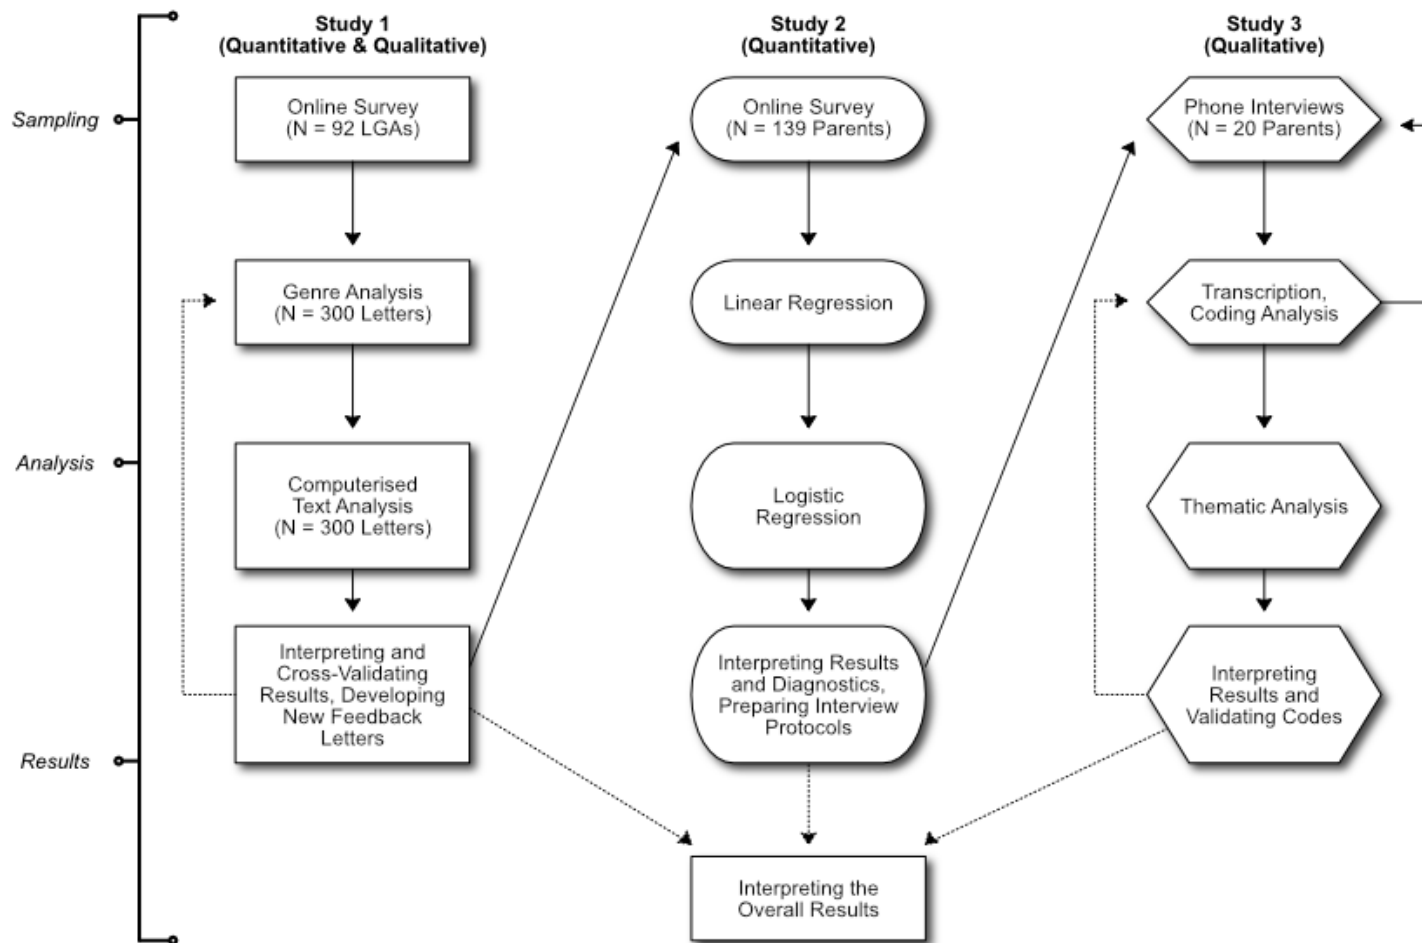 Study 1
(Quantitative & Qualitative)
Study 2
(Quantitative)
Study 3
(Qualitative)
Sampling
Online Survey
(N = 92 LGAs)
Online Survey
(N = 139 Parents)
Phone Interviews
(N = 20 Parents)
Genre Analysis
(N = 300 Letters)
Linear Regression
Transcription,
Coding Analysis
Analysis
Computerised
Text Analysis
(N = 300 Letters)
Logistic
Regression
Thematic Analysis
Results
Interpreting and
Cross-Validating
Results, Developing
New Feedback
Letters
Interpreting Results
and Diagnostics,
Preparing Interview
Protocols
Interpreting
Results and
Validating Codes
Interpreting the
Overall Results